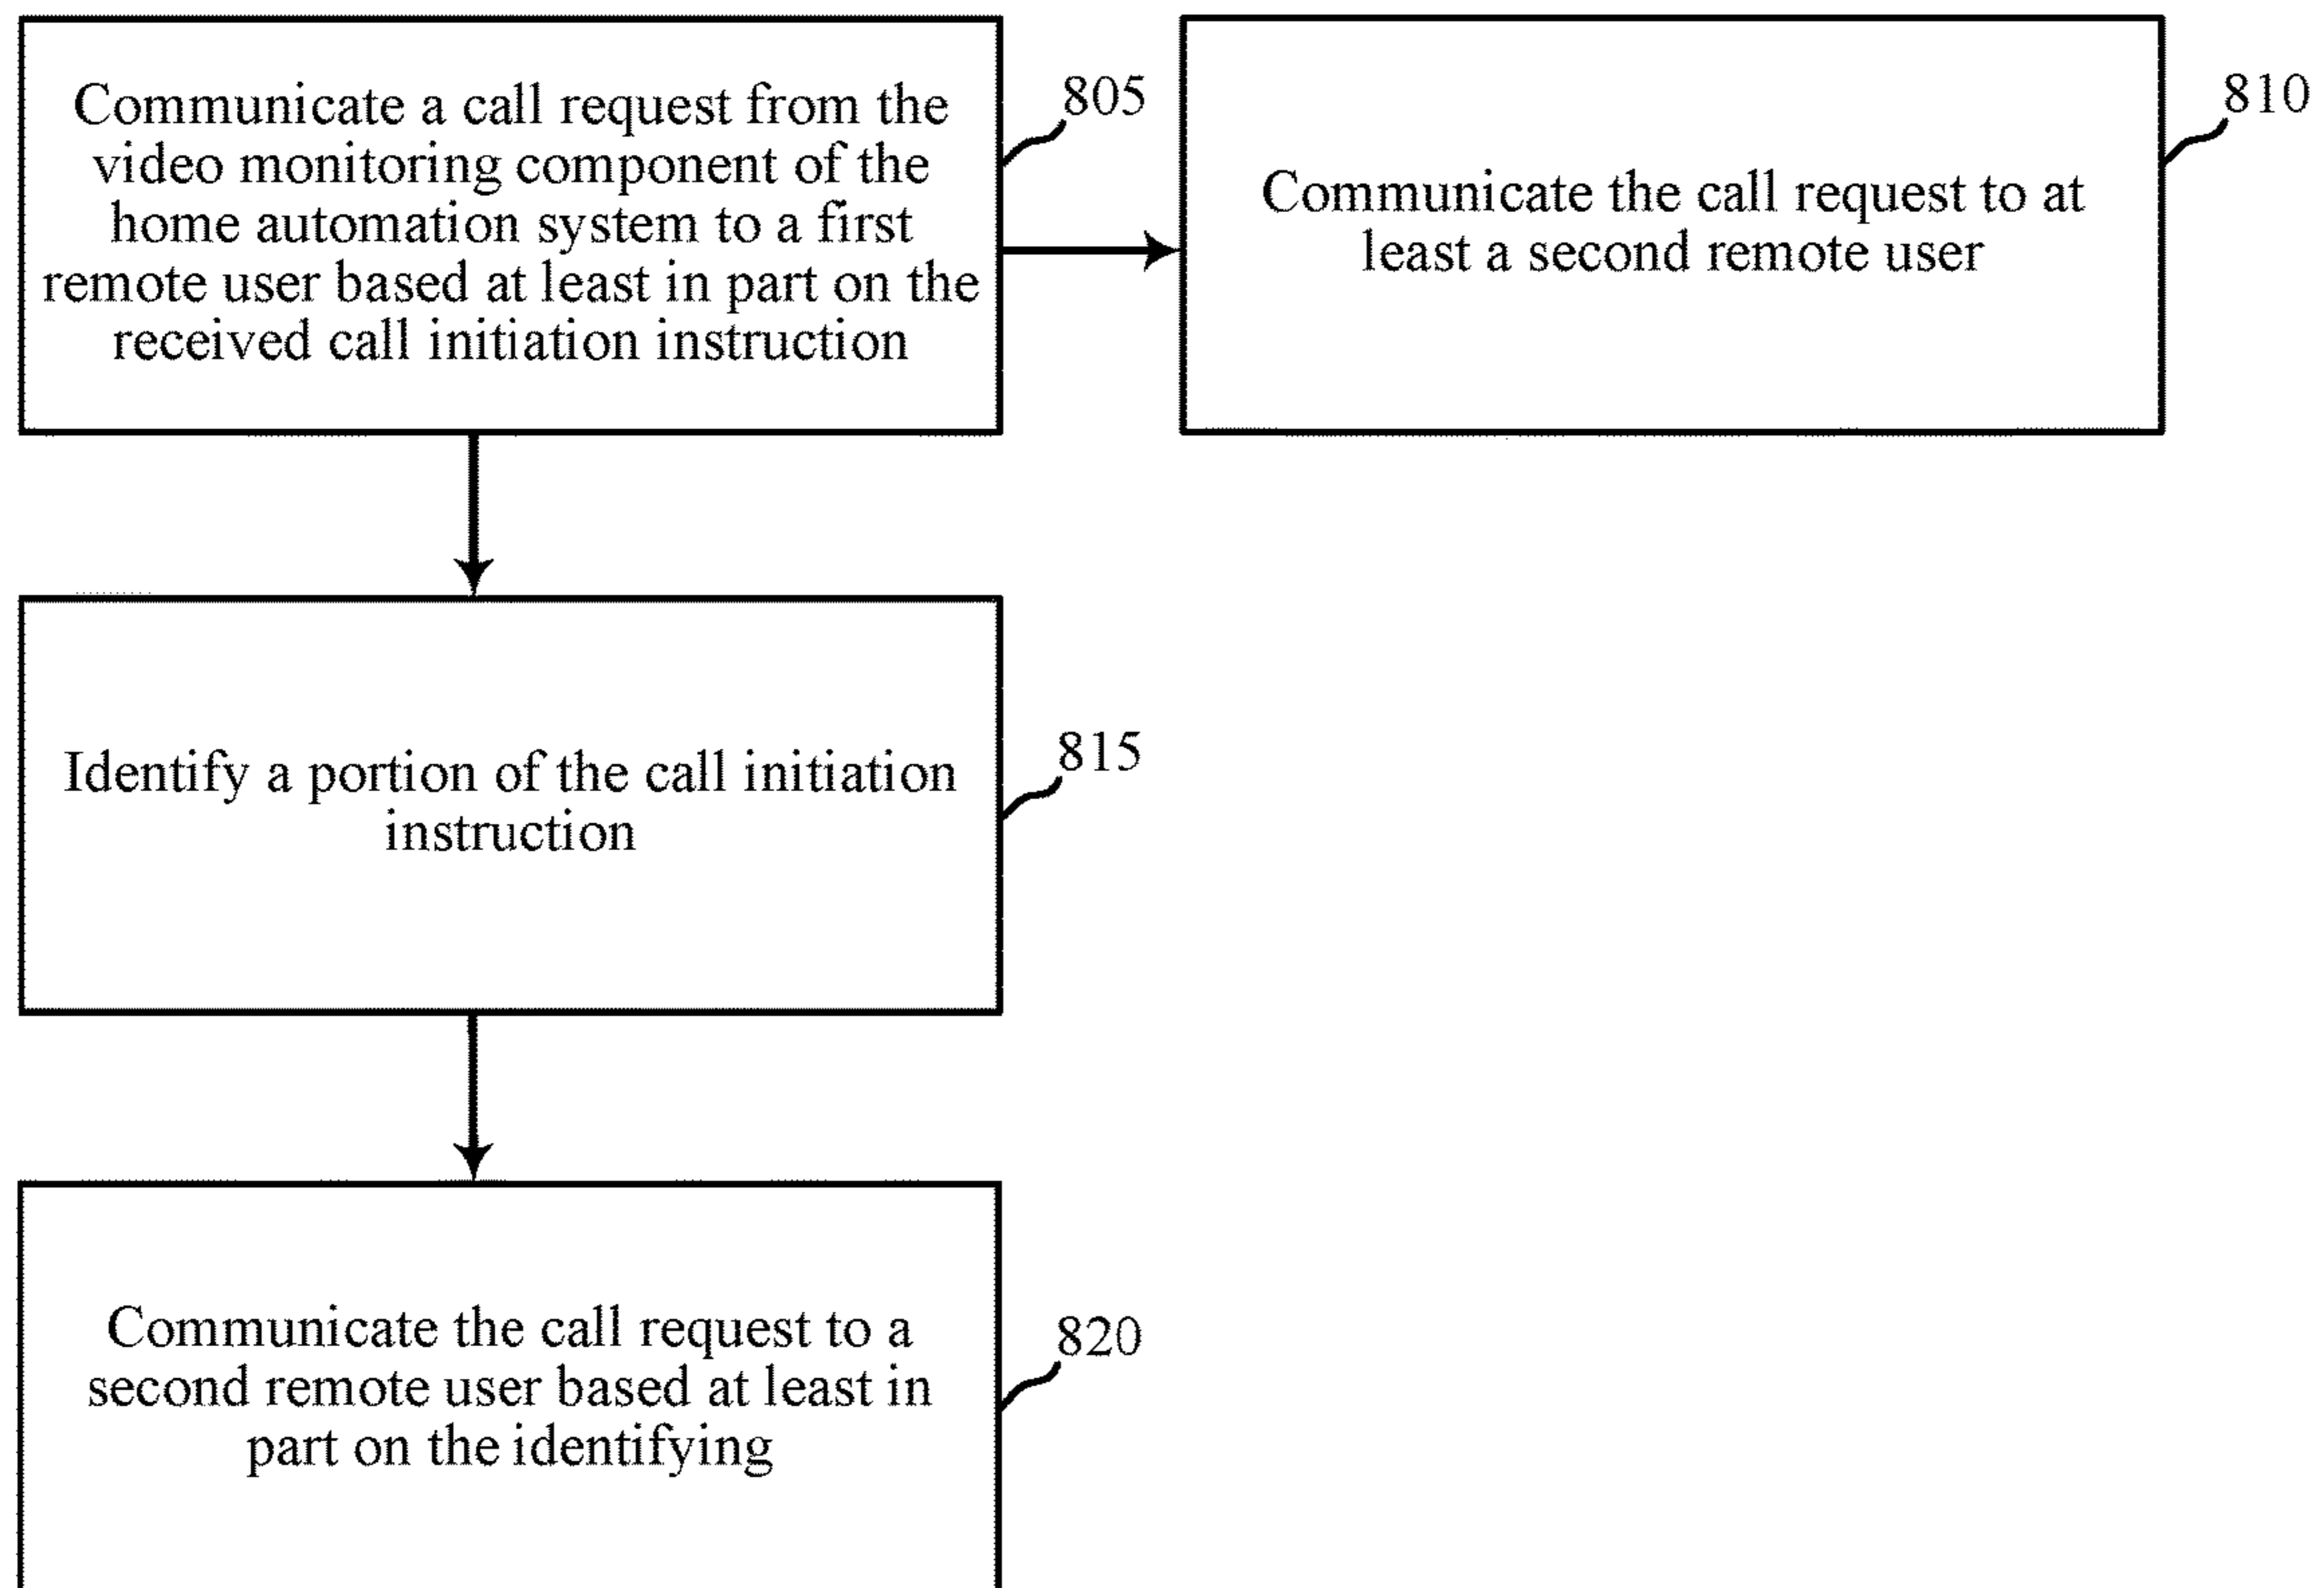 Communicate a call request from the
video monitoring component of the
home automation system to a first
remote user based at least in part on the
received call initiation instruction
805
Communicate the call request to at
least a second remote user
810
Identify a portion of the call initiation
instruction
815
Communicate the call request to a
second remote user based at least in
part on the identifying
820